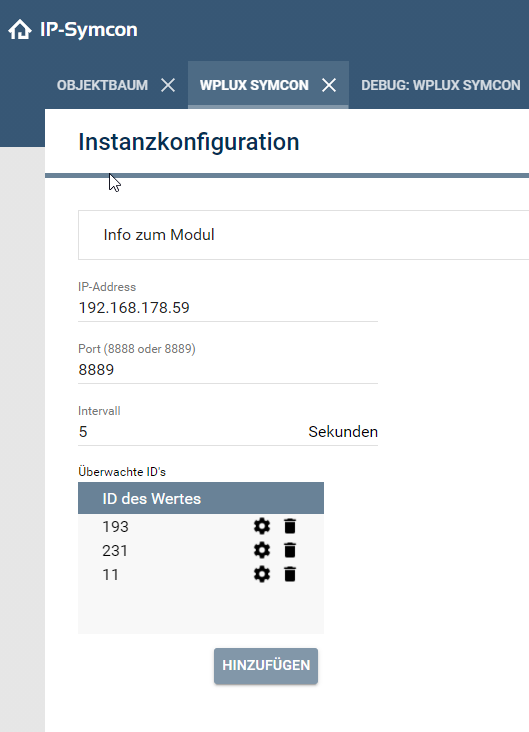 IP-Symcon
OBJEKTBAUM WPLUX SYMCON DEBUG: WPLUX SYMCON
Instanzkonfiguration
Info zum Modul
IP-Address
192.168.178.59
Port (8888 oder 8889)
8889
Intervall
5 Sekunden
Überwachte ID's
ID des Wertes
193
231
11
HINZUFÜGEN